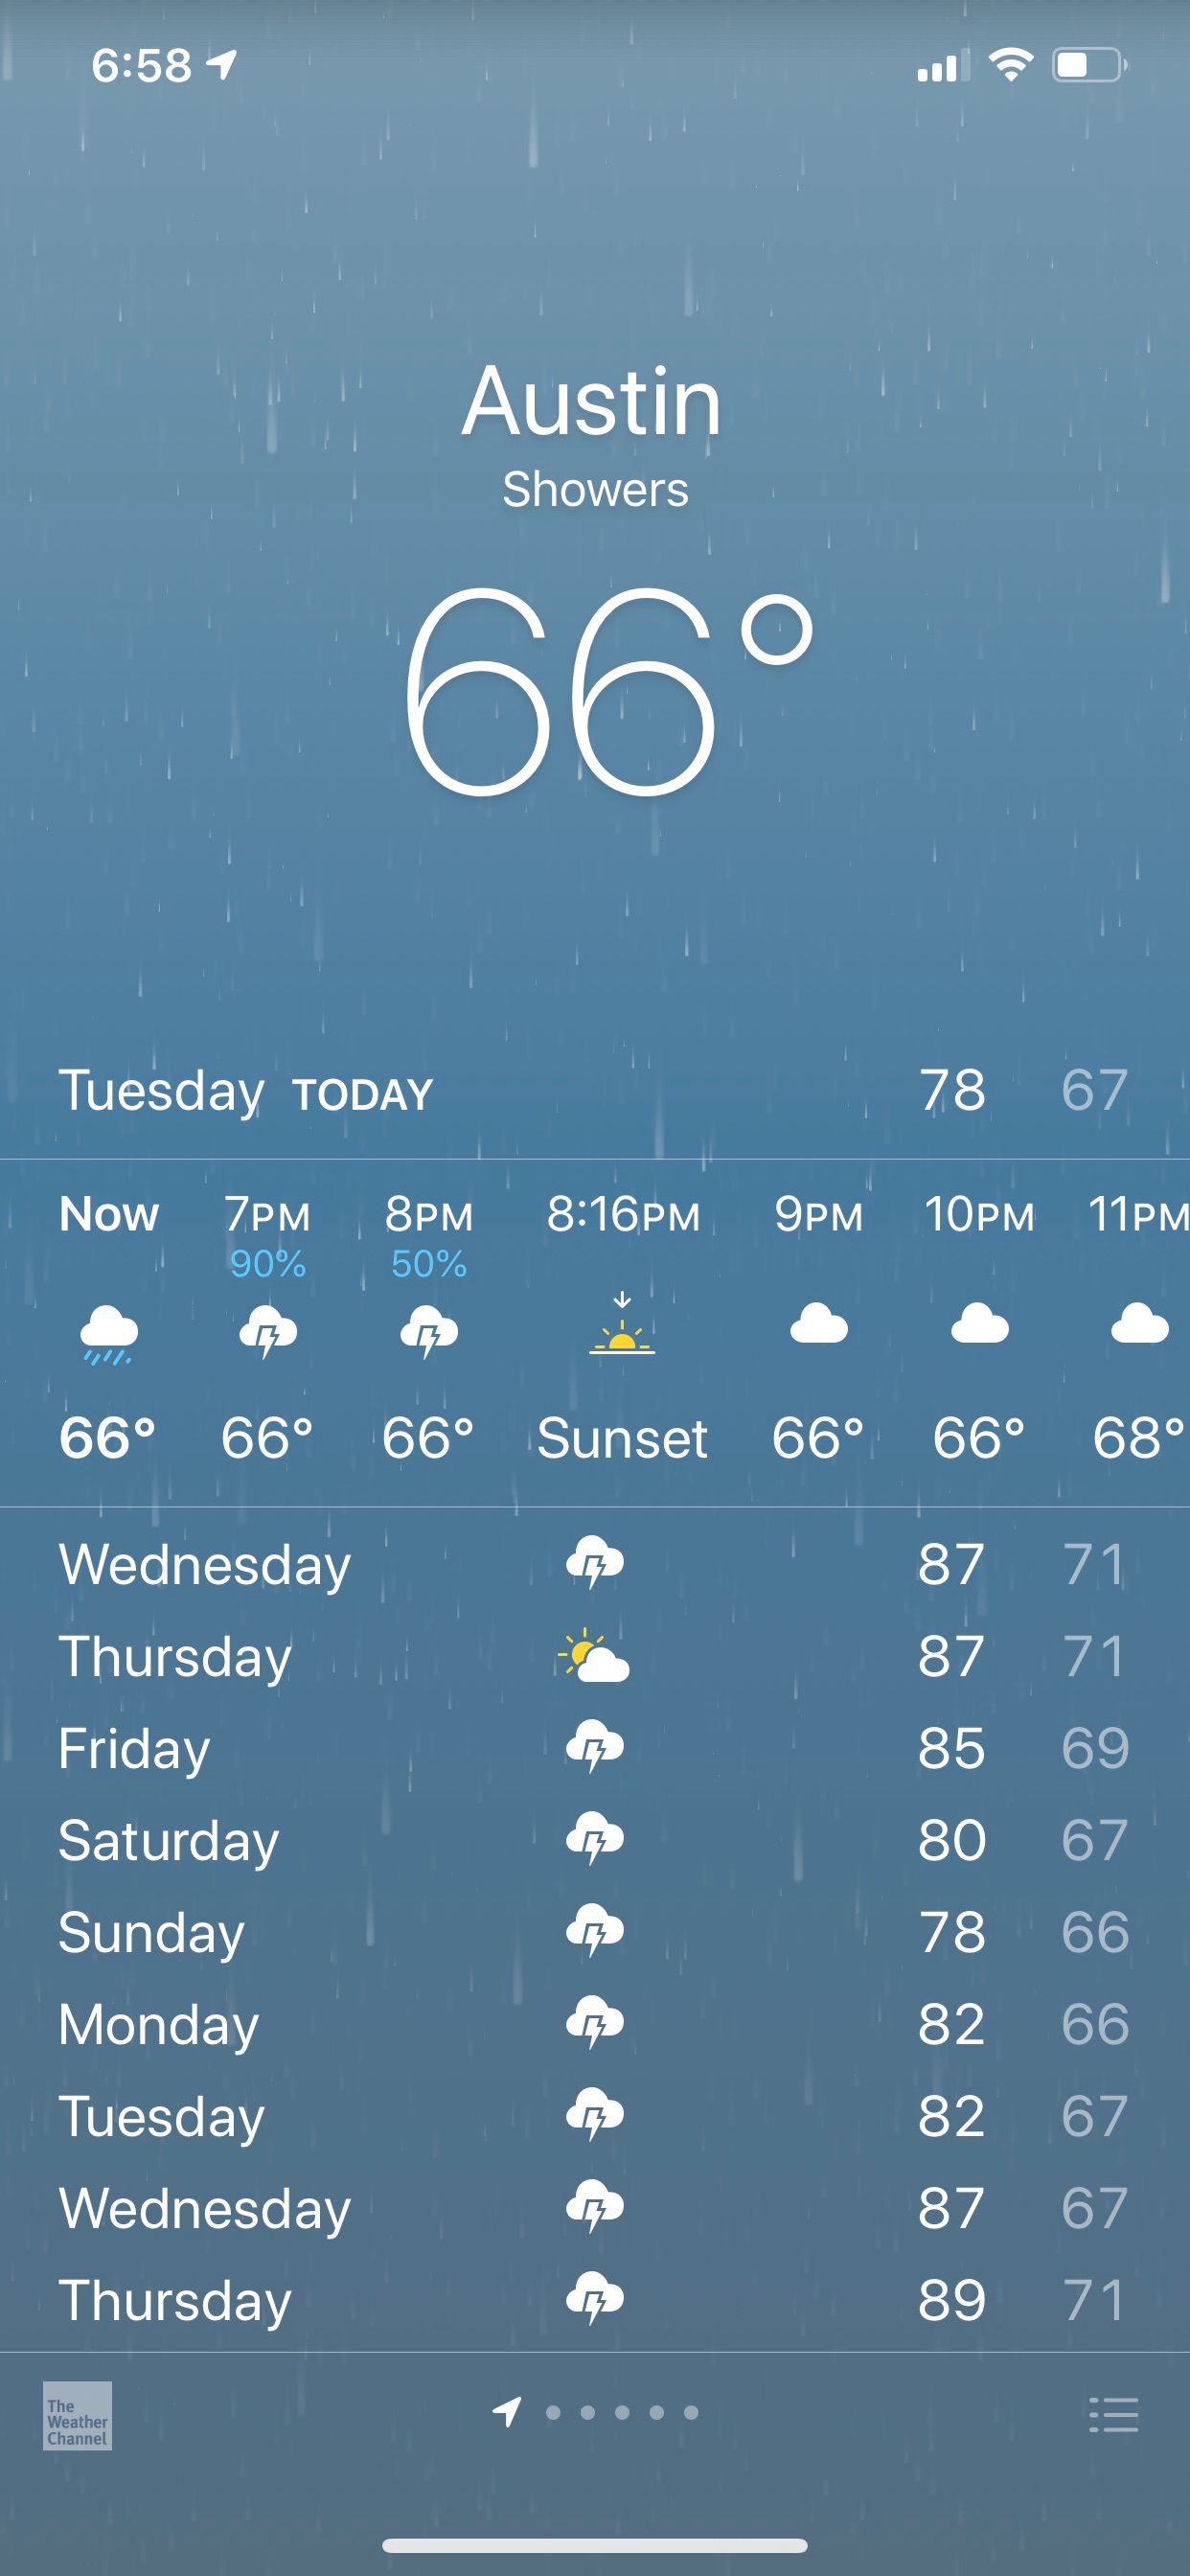 6:58
Austin
Showers
66°
Tuesday TODAY 78 67
Now 7PM 8PM 8:16PM 9PM 10PM 11PM
90% 50%
66° 66° 66° Sunset 66° 66° 68°
Wednesday 87 71
Thursday 87 71
Friday 85 69
Saturday 80 67
Sunday 78 66
Monday 82 66
Tuesday 82 67
Wednesday 87 67
Thursday 89 71
The
Weather
Channel